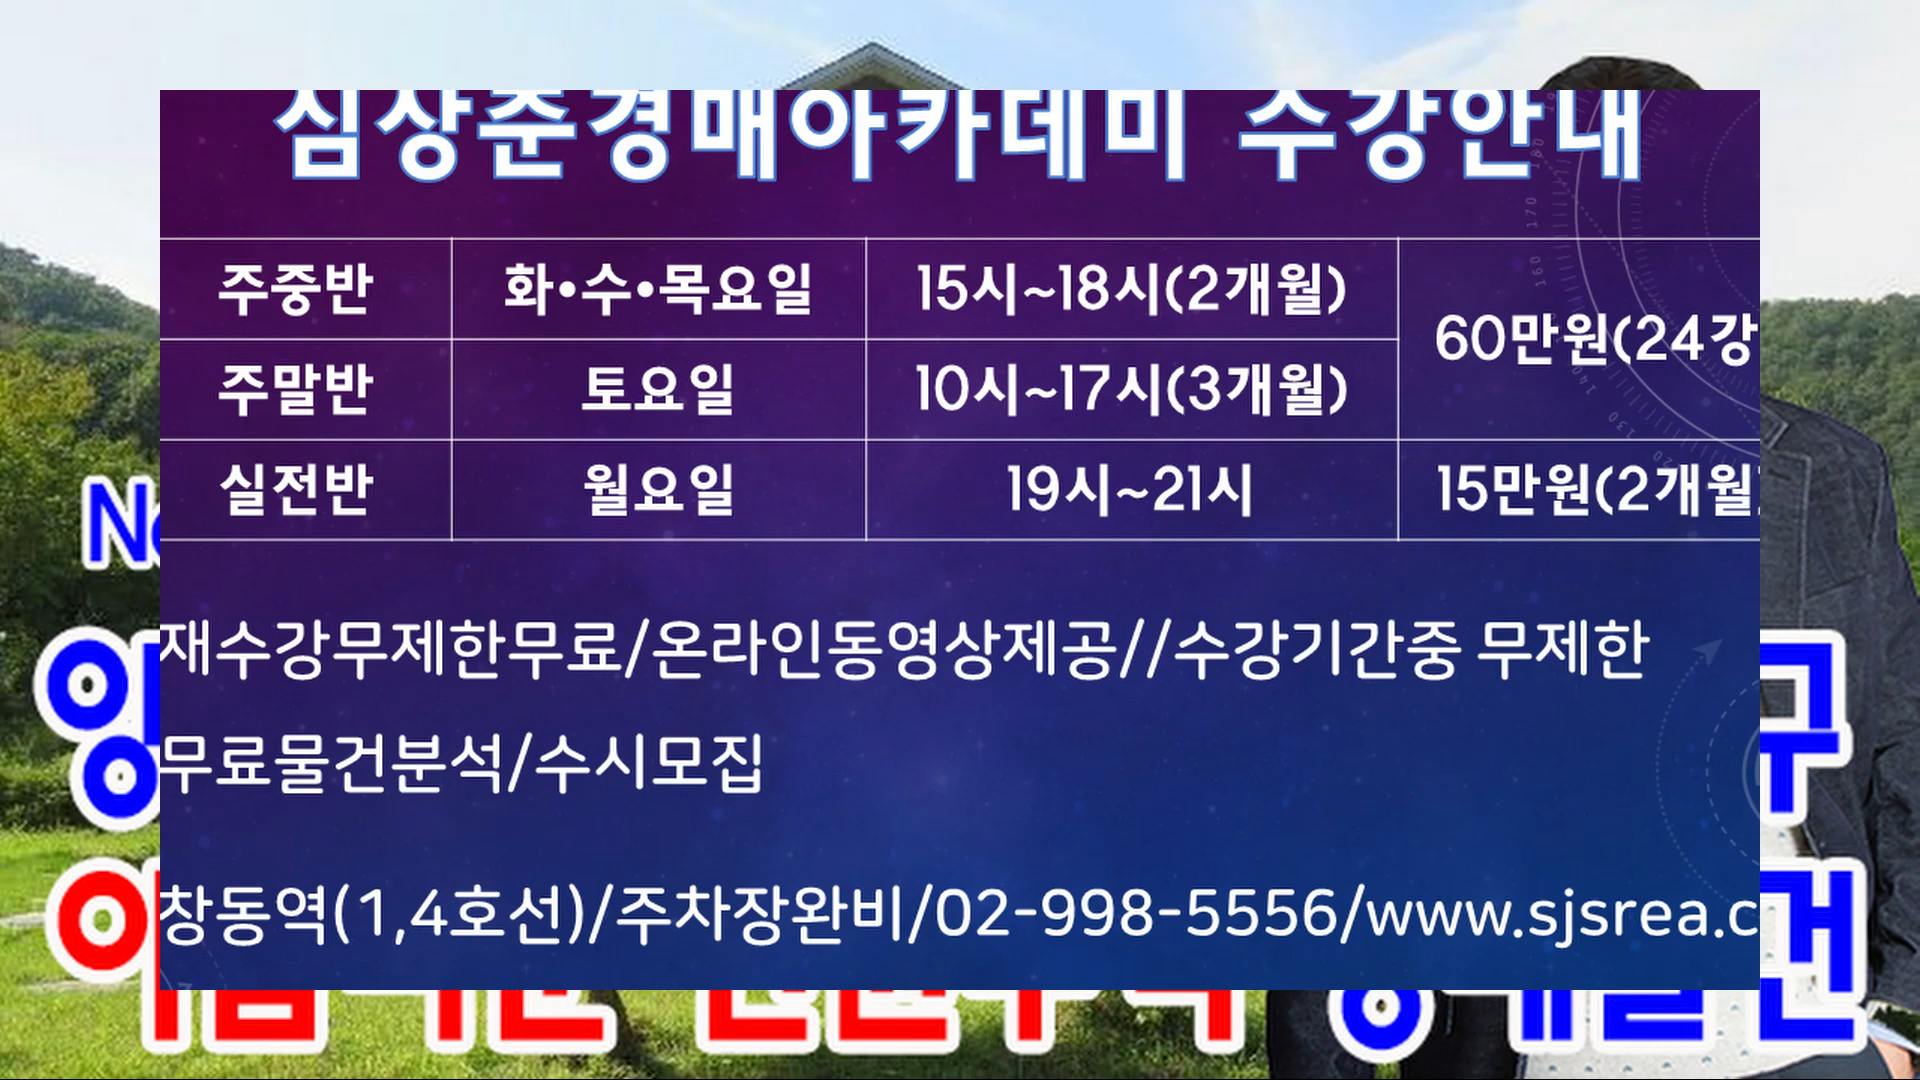 심상준경매아카데미 수강안내
주중반 화•수•목요일 15시~18시(2개월) 60만원(24강
주말반 토요일 10시~17시(3개월)
실전반 월요일 19시~21시 15만원(2개월
재수강무제한무료/온라인동영상제공//수강기간중 무제한
무료물건분석/수시모집
창동역(1,4호선)/주차장완비/02-998-5556/www.sjsrea.c